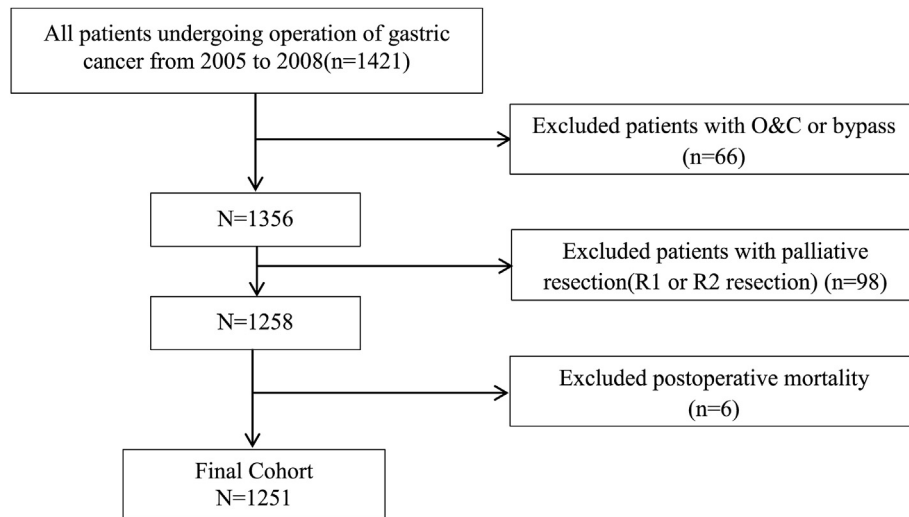 All patients undergoing operation of gastric
cancer from 2005 to 2008(n=1421)
Excluded patients with O&C or bypass
(n=66)
N=1356
Excluded patients with palliative
resection(R1 or R2 resection) (n=98)
N=1258
Excluded postoperative mortality
(n=6)
Final Cohort
N=1251